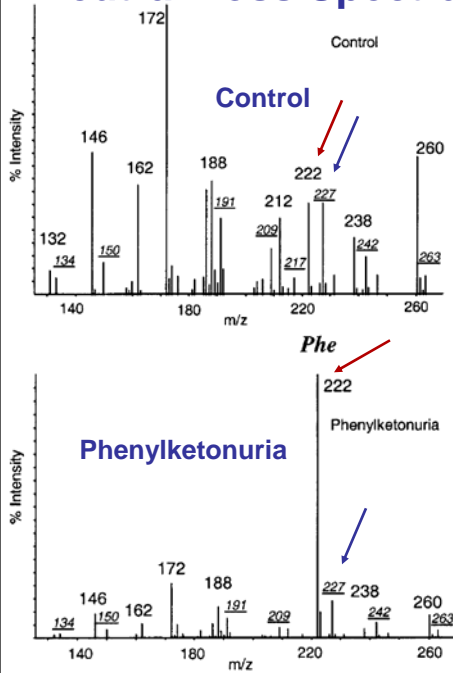 172
Control
Control
146
162
188
191
222
227
260
212
209
238
242
132
134
150
217
263
% Intensity
140 180 220 260
m/z
Phe
222
Phenylketonuria
Phenylketonuria
% Intensity
172
227
146
150
162
188
191
209
238
242
260
263
134
140 180 220 260
m/z